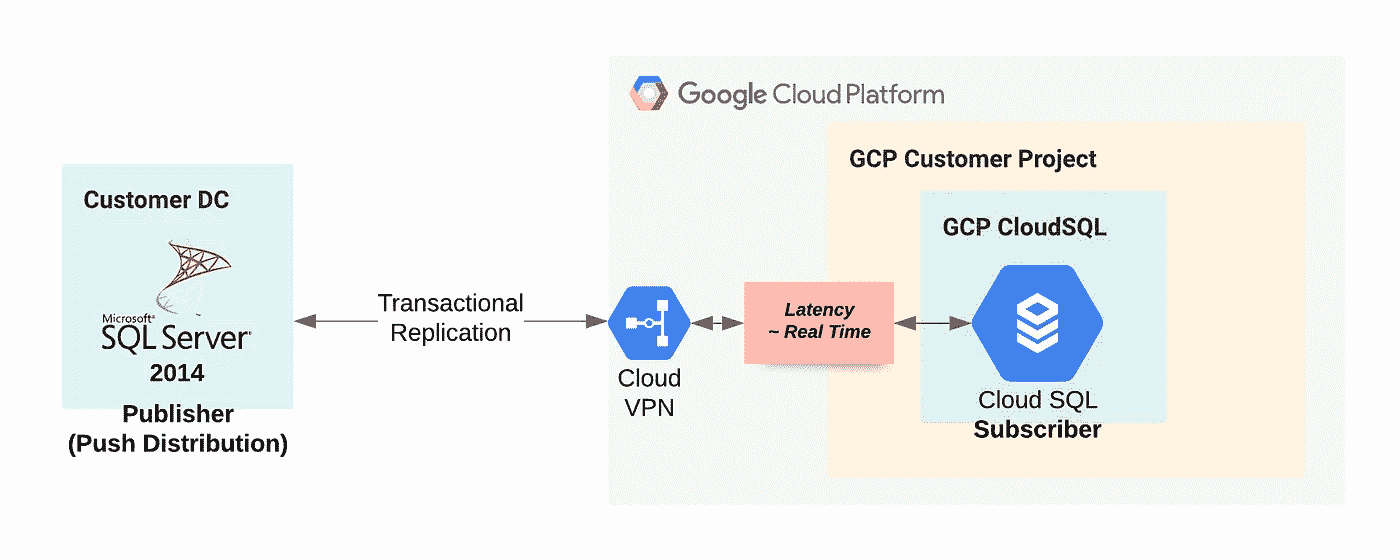 Google Cloud Platform
GCP Customer Project
Customer DC
GCP CloudSQL
Microsoft®
SQL Server®
2014
Publisher
(Push Distribution)
Transactional
Replication
Cloud
VPN
Latency
~ Real Time
Cloud SQL
Subscriber